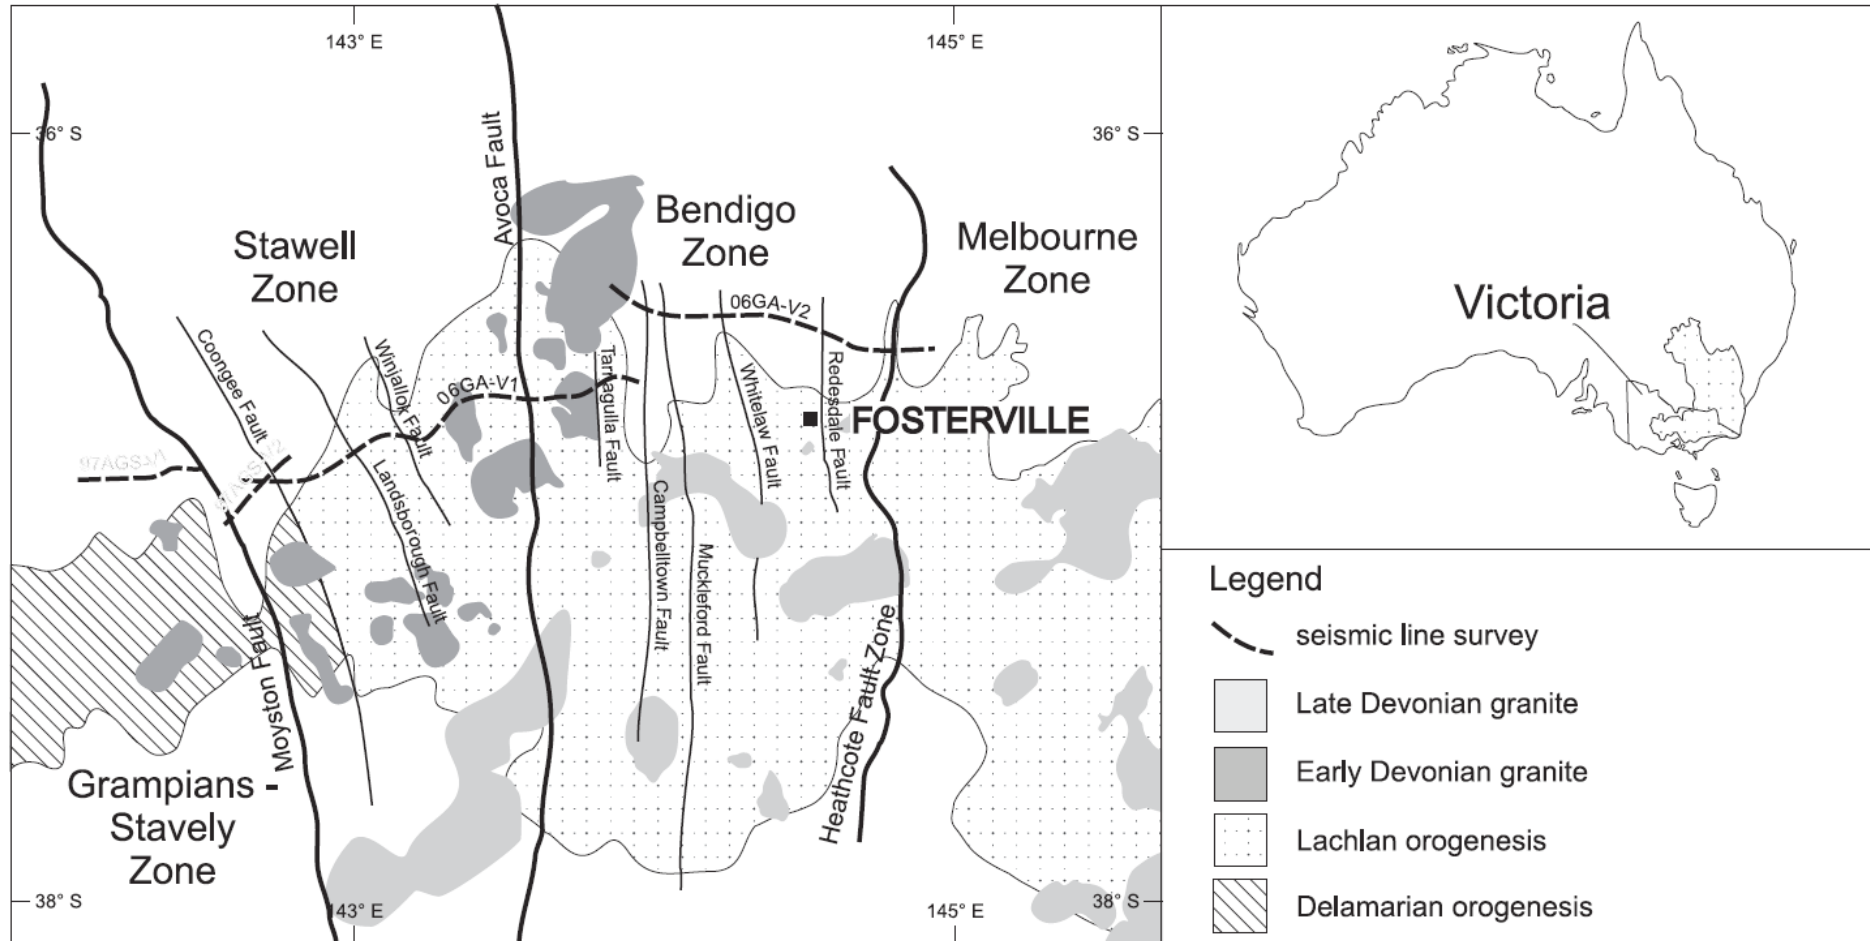 143° E
145° E
36° S
36° S
Avoca Fault
Stawell
Zone
Bendigo
Zone
Melbourne
Zone
06GA-V2
Coongee Fault
Winjallok Fault
06GA-V1
Tarnagulla Fault
Whitelaw Fault
Redesdale Fault
FOSTERVILLE
97AGS-V1
Landsborough Fault
Campbelltown Fault
Muckleford Fault
Moyston Fault
Heathcote Fault Zone
Grampians -
Stavely
Zone
38° S
143° E
145° E
38° S
Victoria
Legend
seismic line survey
Late Devonian granite
Early Devonian granite
Lachlan orogenesis
Delamarian orogenesis